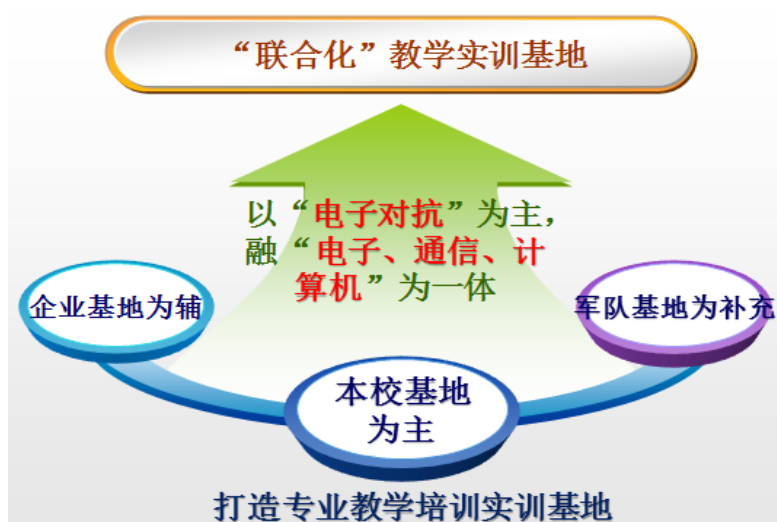 “联合化”教学实训基地
以“电子对抗”为主，
融“电子、通信、计
算机”为一体
企业基地为辅
军队基地为补充
本校基地
为主
打造专业教学培训实训基地